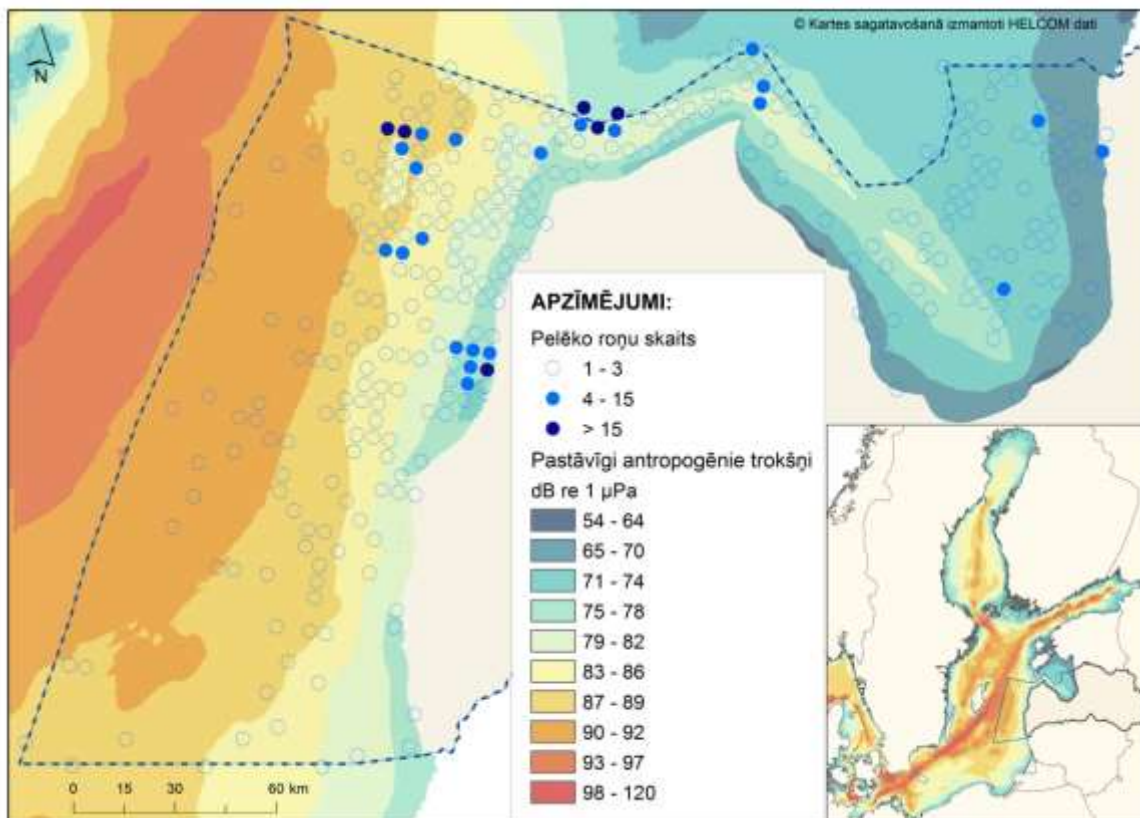 © Kartes sagatavošanā izmantoti HELCOM dati
N
APZĪMĒJUMI:
Pelēko roņu skaits
1 - 3
4 - 15
> 15
Pastāvīgi antropogēnie trokšņi
dB re 1 µPa
54 - 64
65 - 70
71 - 74
75 - 78
79 - 82
83 - 86
87 - 89
90 - 92
93 - 97
98 - 120
0 15 30 60 km